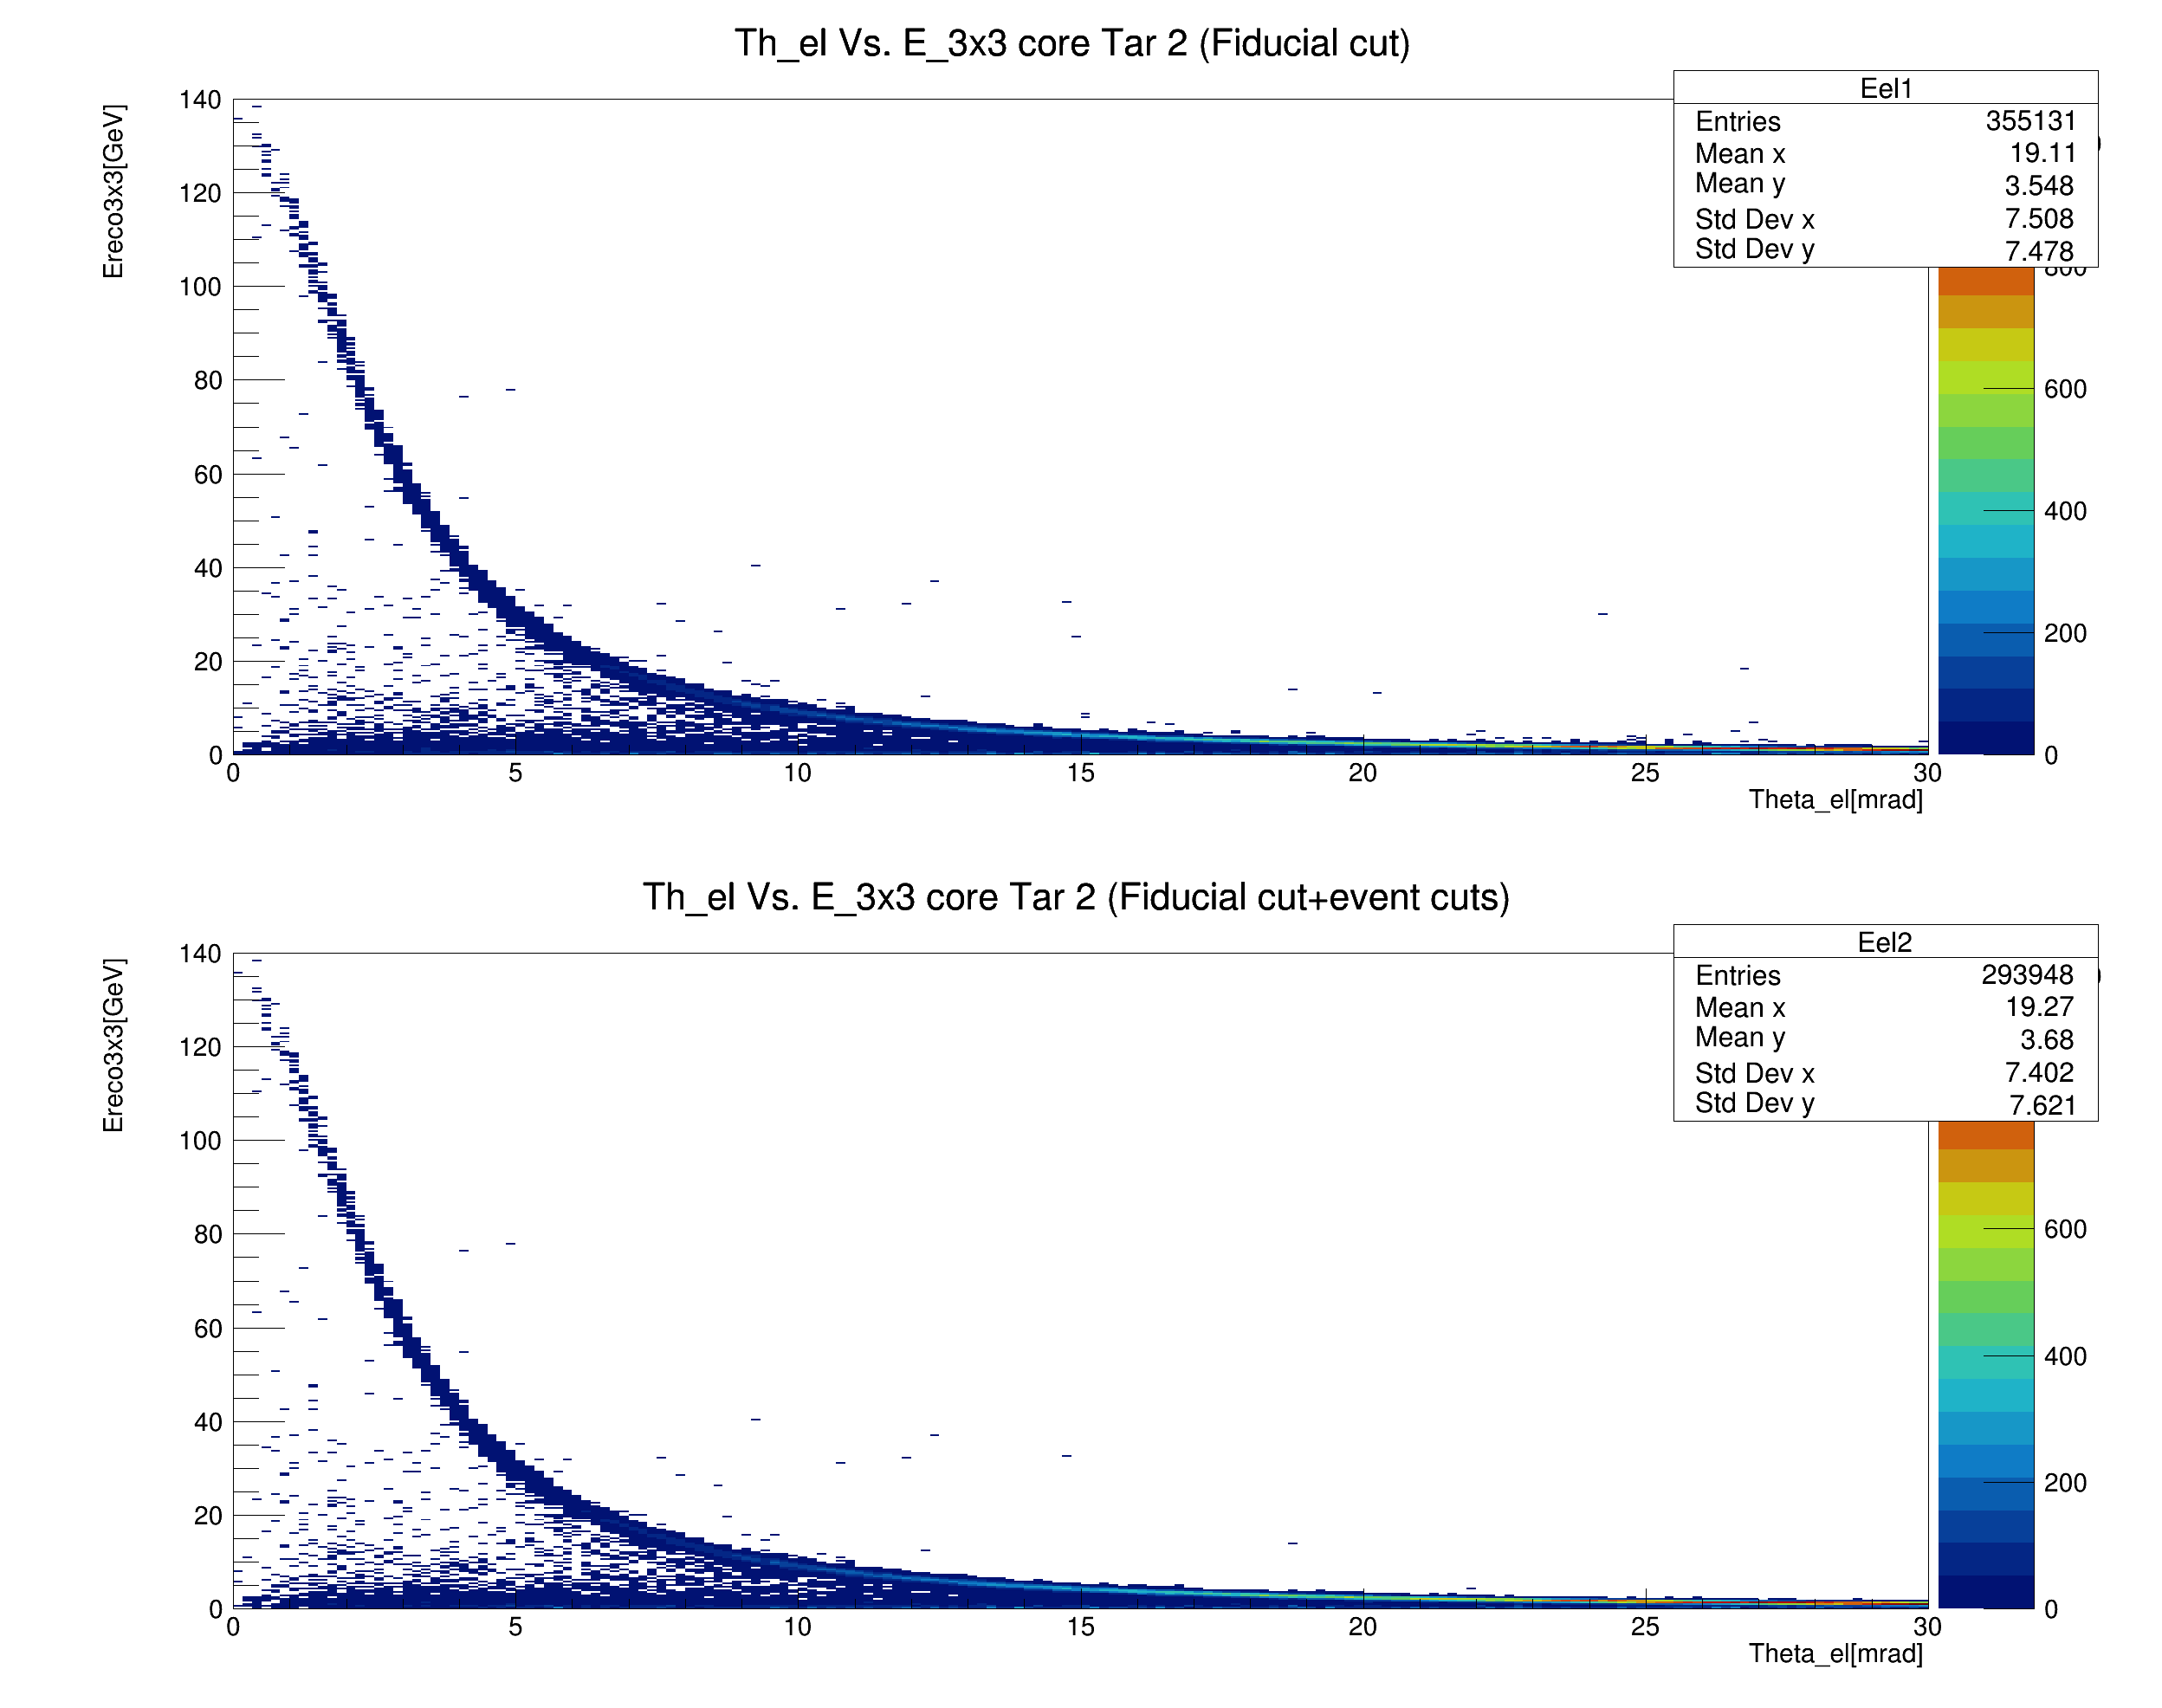 Th_el Vs. E_3x3 core Tar 2 (Fiducial cut)
Ereco3x3[GeV]
Eel1
Entries 355131
Mean x 19.11
Mean y 3.548
Std Dev x 7.508
Std Dev y 7.478
140
120
100
80
60
40
20
0
0 5 10 15 20 25 30
Theta_el[mrad]
800
600
400
200
0
Th_el Vs. E_3x3 core Tar 2 (Fiducial cut+event cuts)
Ereco3x3[GeV]
Eel2
Entries 293948
Mean x 19.27
Mean y 3.68
Std Dev x 7.402
Std Dev y 7.621
140
120
100
80
60
40
20
0
0 5 10 15 20 25 30
Theta_el[mrad]
600
400
200
0